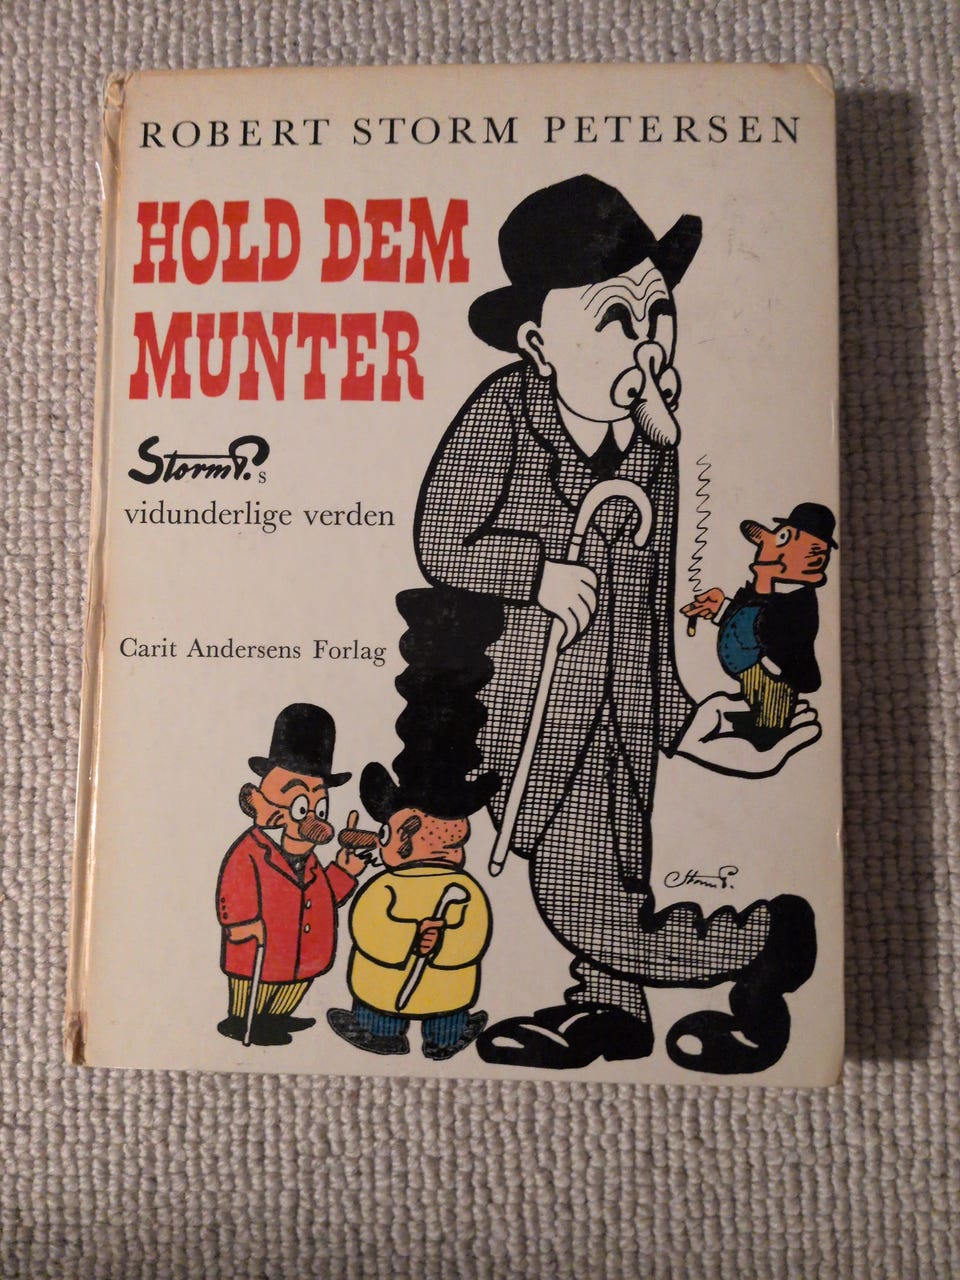 ROBERT STORM PETERSEN
HOLD DEM
MUNTER
Storm P.s
vidunderlige verden
Carit Andersens Forlag
Storm P.